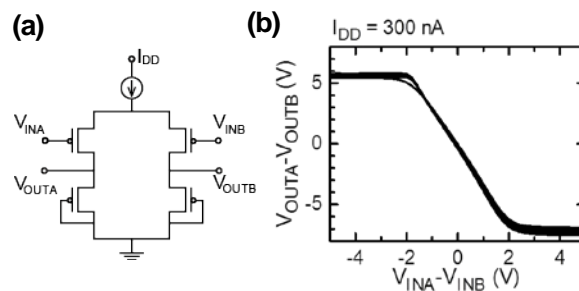 (a)
I_DD
V_INA
V_INB
V_OUTA
V_OUTB
(b)
I_DD = 300 nA
V_OUTA-V_OUTB (V)
5
0
-5
-4 -2 0 2 4
V_INA-V_INB (V)